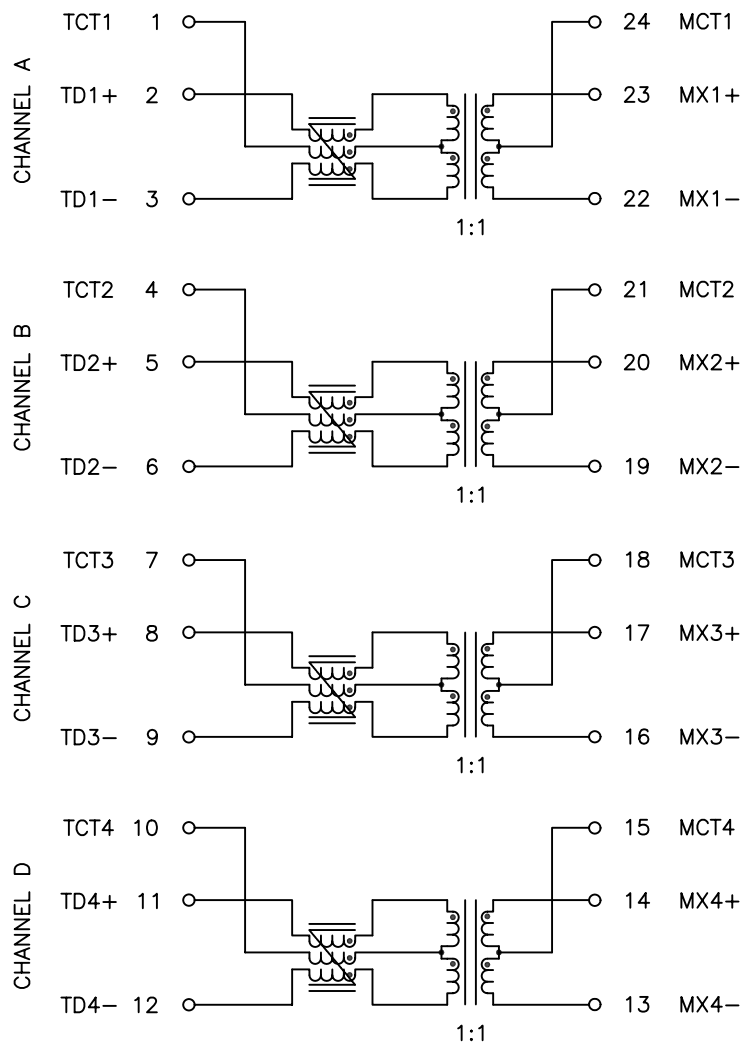 CHANNEL A
TCT1 1 24 MCT1
TD1+ 2 23 MX1+
TD1− 3 22 MX1−
1:1
CHANNEL B
TCT2 4 21 MCT2
TD2+ 5 20 MX2+
TD2− 6 19 MX2−
1:1
CHANNEL C
TCT3 7 18 MCT3
TD3+ 8 17 MX3+
TD3− 9 16 MX3−
1:1
CHANNEL D
TCT4 10 15 MCT4
TD4+ 11 14 MX4+
TD4− 12 13 MX4−
1:1